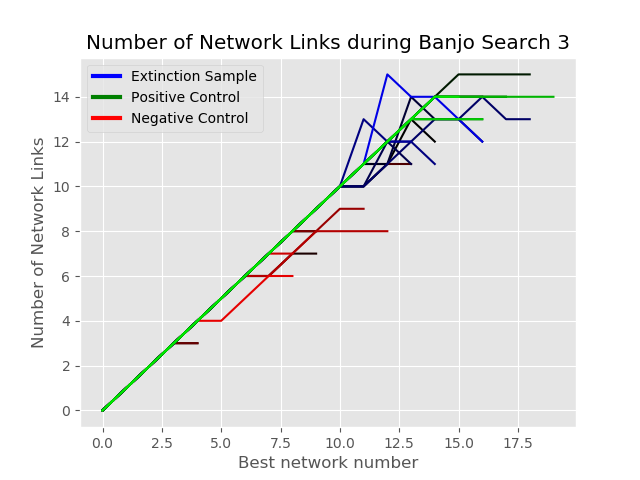 Number of Network Links during Banjo Search 3
Extinction Sample
Positive Control
Negative Control
Number of Network Links
14
12
10
8
6
4
2
0
0.0 2.5 5.0 7.5 10.0 12.5 15.0 17.5
Best network number